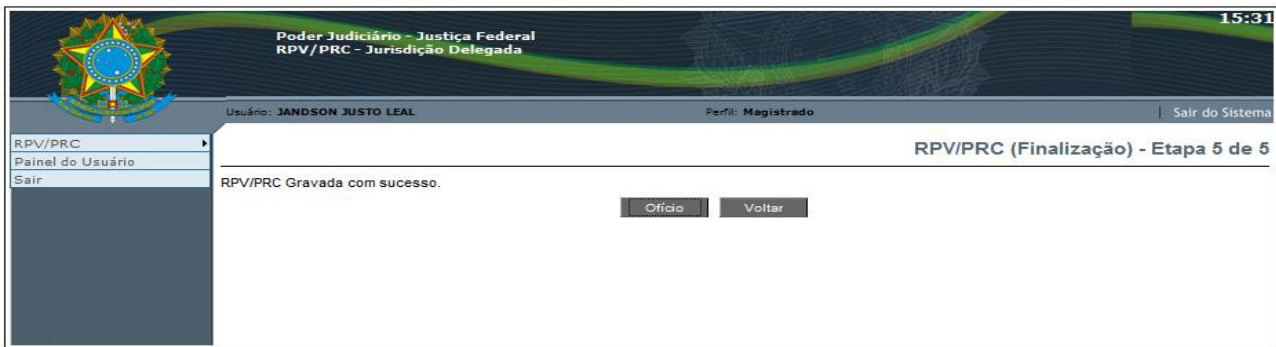 15:31
Poder Judiciário - Justiça Federal
RPV/PRC - Jurisdição Delegada
Usuário: JANDSON JUSTO LEAL Perfil: Magistrado | Sair do Sistema
RPV/PRC
Painel do Usuário
Sair
RPV/PRC (Finalização) - Etapa 5 de 5
RPV/PRC Gravada com sucesso.
Ofício Voltar